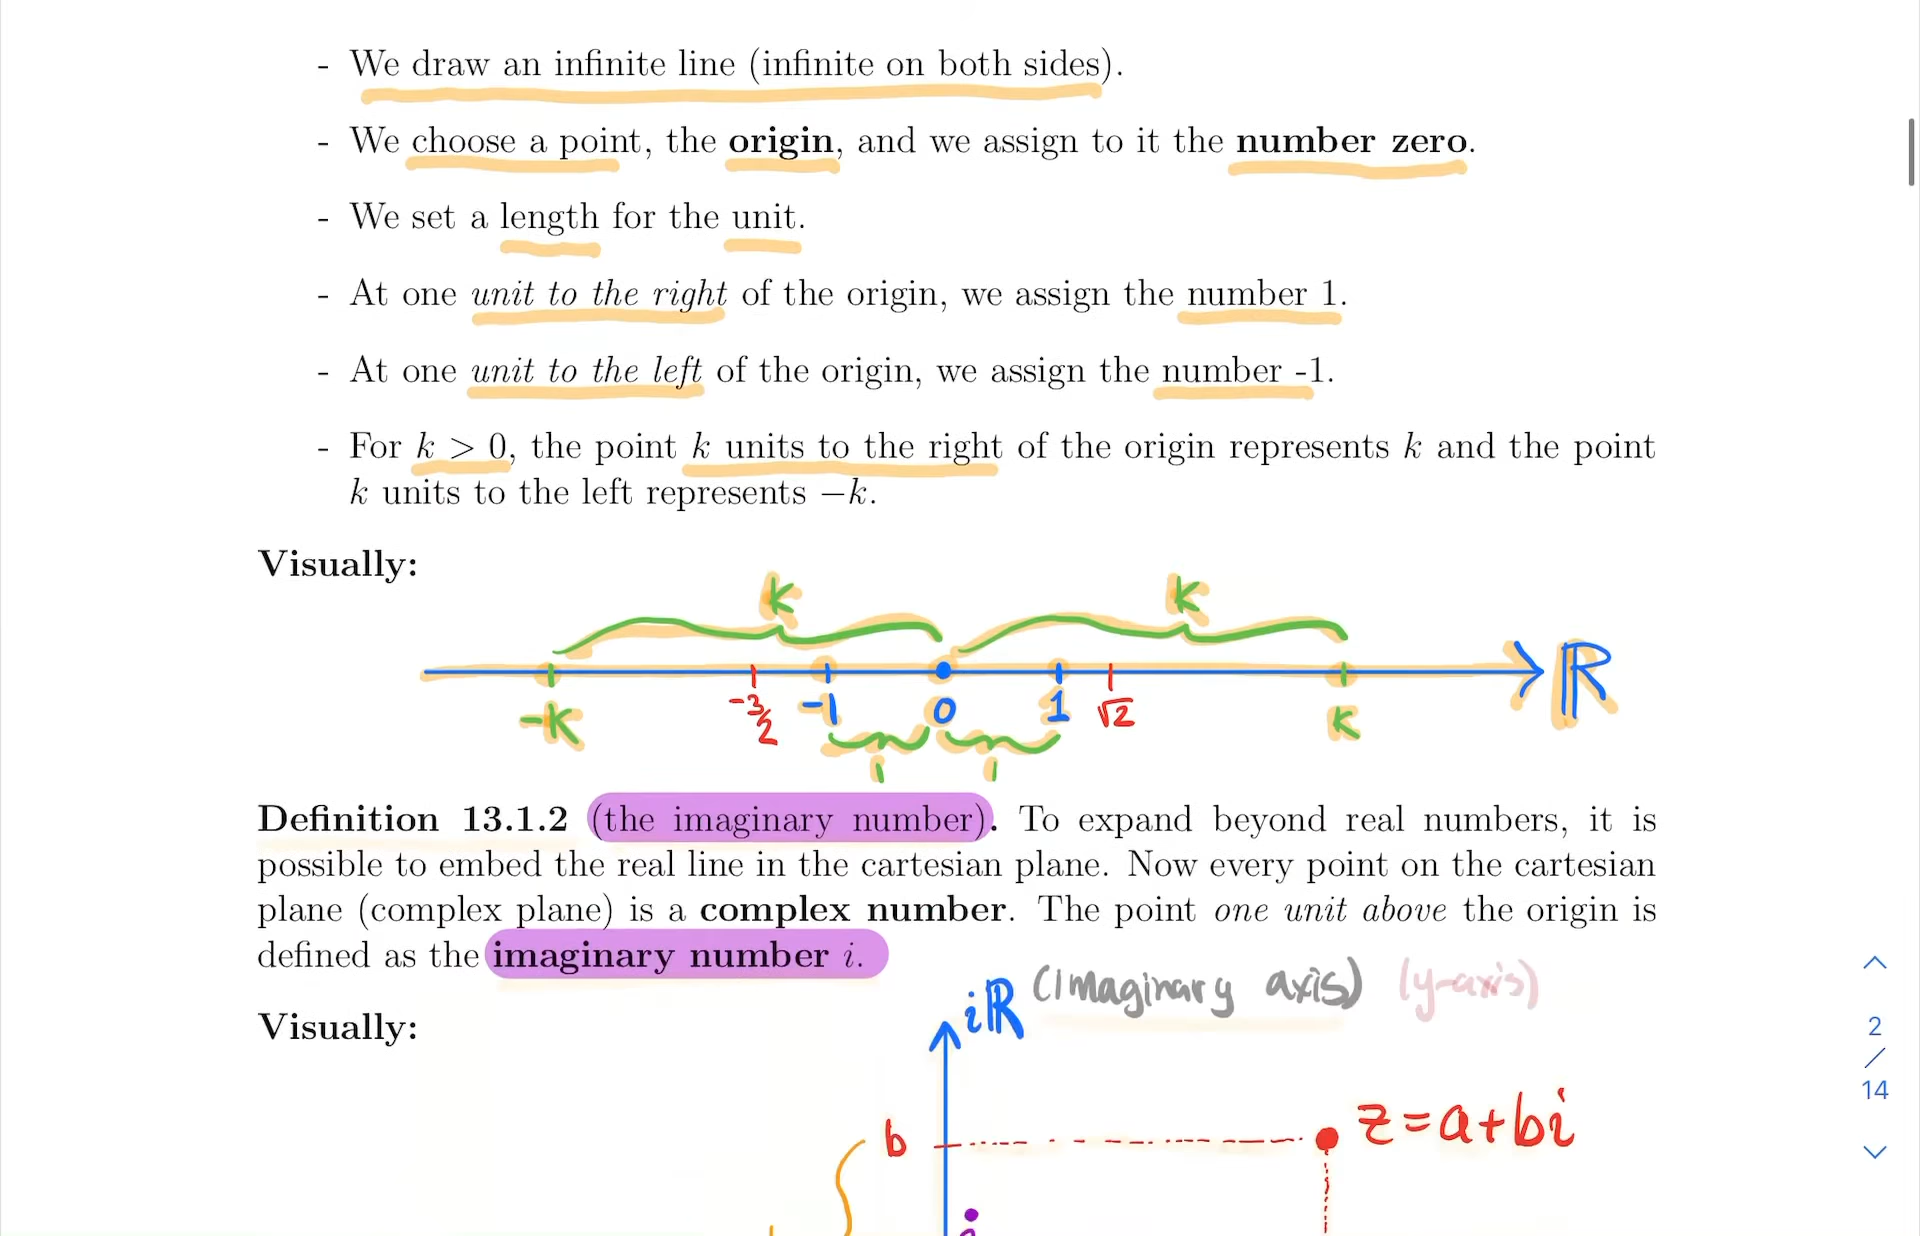 - We draw an infinite line (infinite on both sides).
- We choose a point, the origin, and we assign to it the number zero.
- We set a length for the unit.
- At one unit to the right of the origin, we assign the number 1.
- At one unit to the left of the origin, we assign the number -1.
- For k > 0, the point k units to the right of the origin represents k and the point
k units to the left represents −k.
Visually:
k k
ℝ
-k -3/2 -1 0 1 √2 k
1 1
Definition 13.1.2 (the imaginary number). To expand beyond real numbers, it is
possible to embed the real line in the cartesian plane. Now every point on the cartesian
plane (complex plane) is a complex number. The point one unit above the origin is
defined as the imaginary number i.
iℝ (Imaginary axis) (y-axis)
Visually:
2
/
14
b z=a+bi